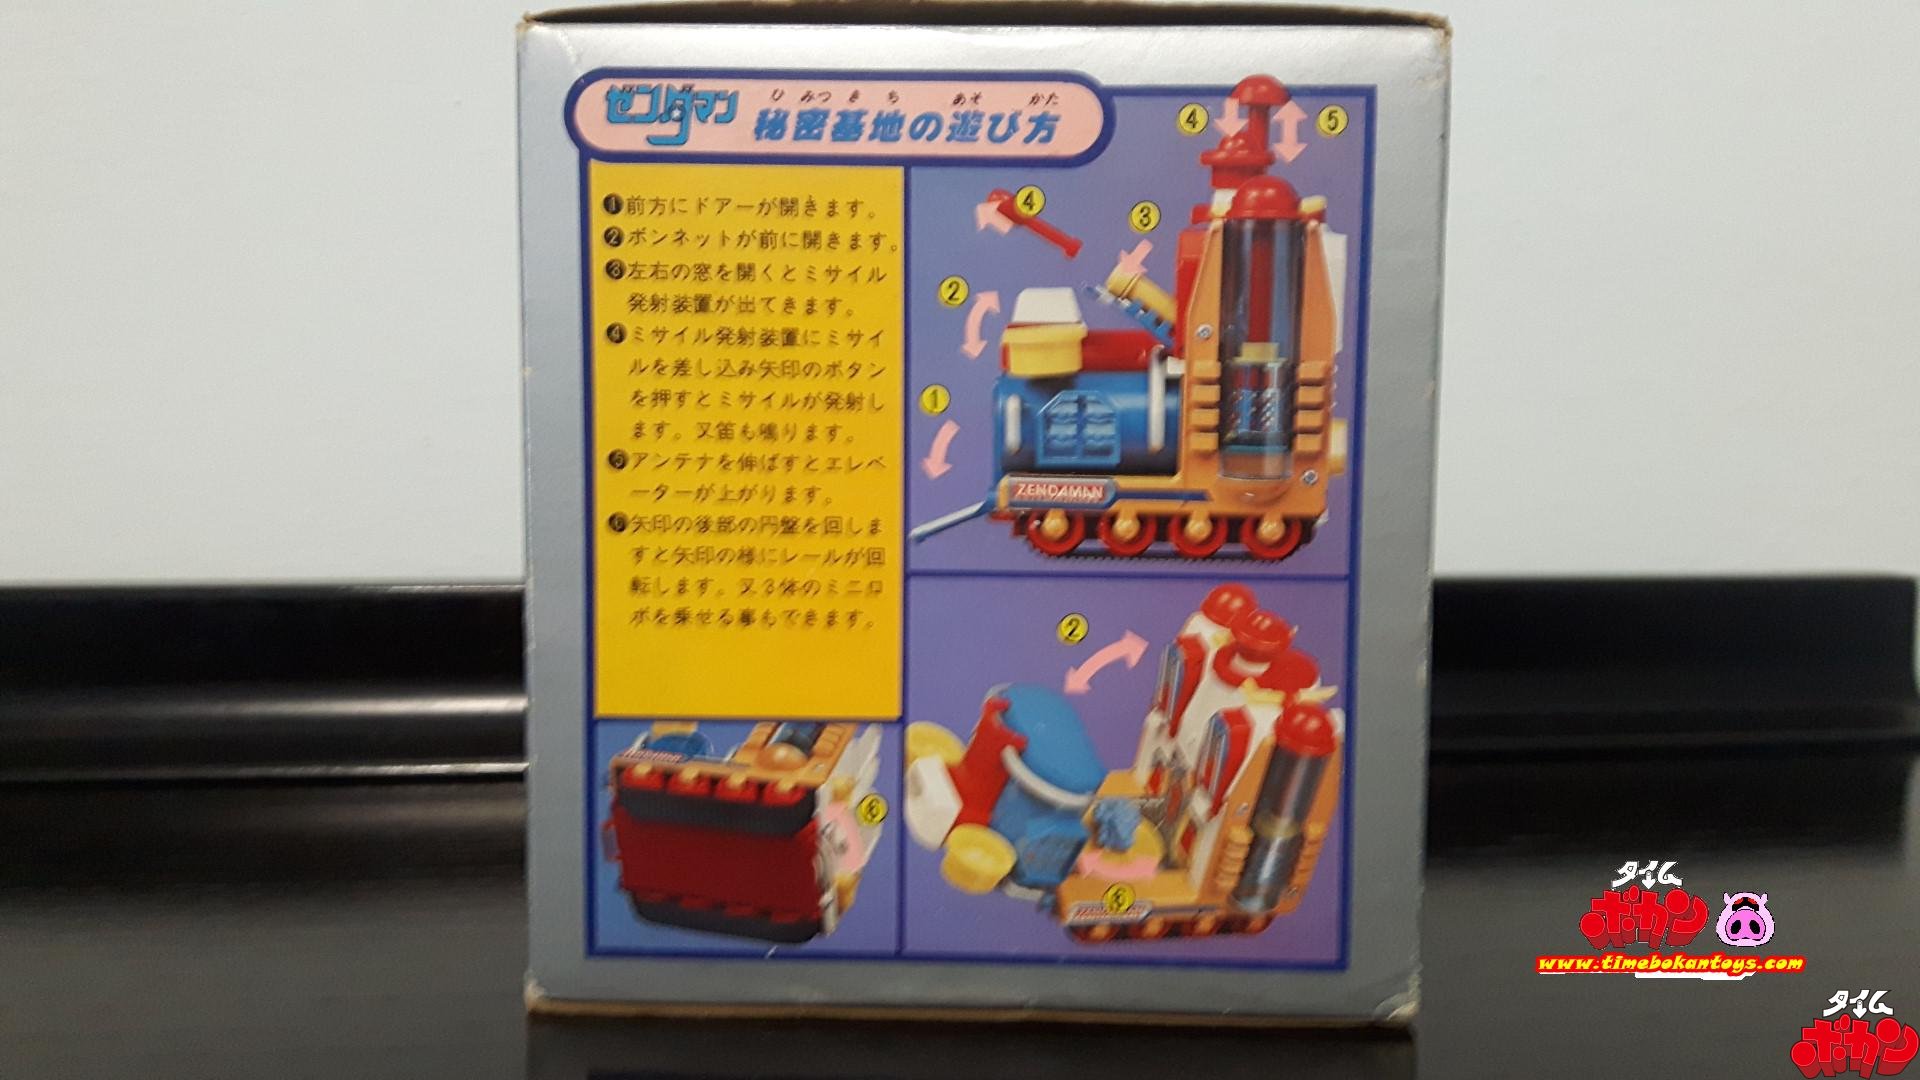 ゼンダマン
ひみつきち あそ かた
秘密基地の遊び方
❶前方にドアーが開きます。
❷ボンネットが前に開きます。
❸左右の窓を開くとミサイル
発射装置が出てきます。
❹ミサイル発射装置にミサイ
ルを差し込み矢印のボタン
を押すとミサイルが発射し
ます。又笛も鳴ります。
❺アンテナを伸ばすとエレベ
ーターが上がります。
❻矢印の後部の円盤を回しま
すと矢印の様にレールが回
転します。又3体のミニロ
ボを乗せる事もできます。
④
⑤
④
③
②
①
ZENDAMAN
②
⑥
⑥
タイム
ボカン
www.timebokantoys.com
タイム
ボカン